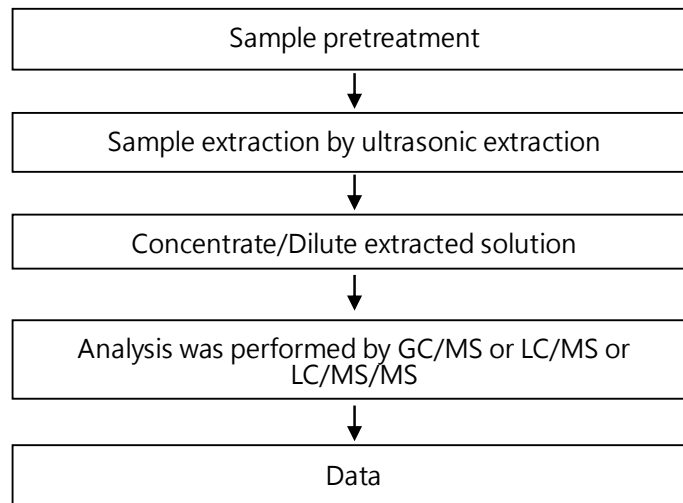 Sample pretreatment
Sample extraction by ultrasonic extraction
Concentrate/Dilute extracted solution
Analysis was performed by GC/MS or LC/MS or
LC/MS/MS
Data